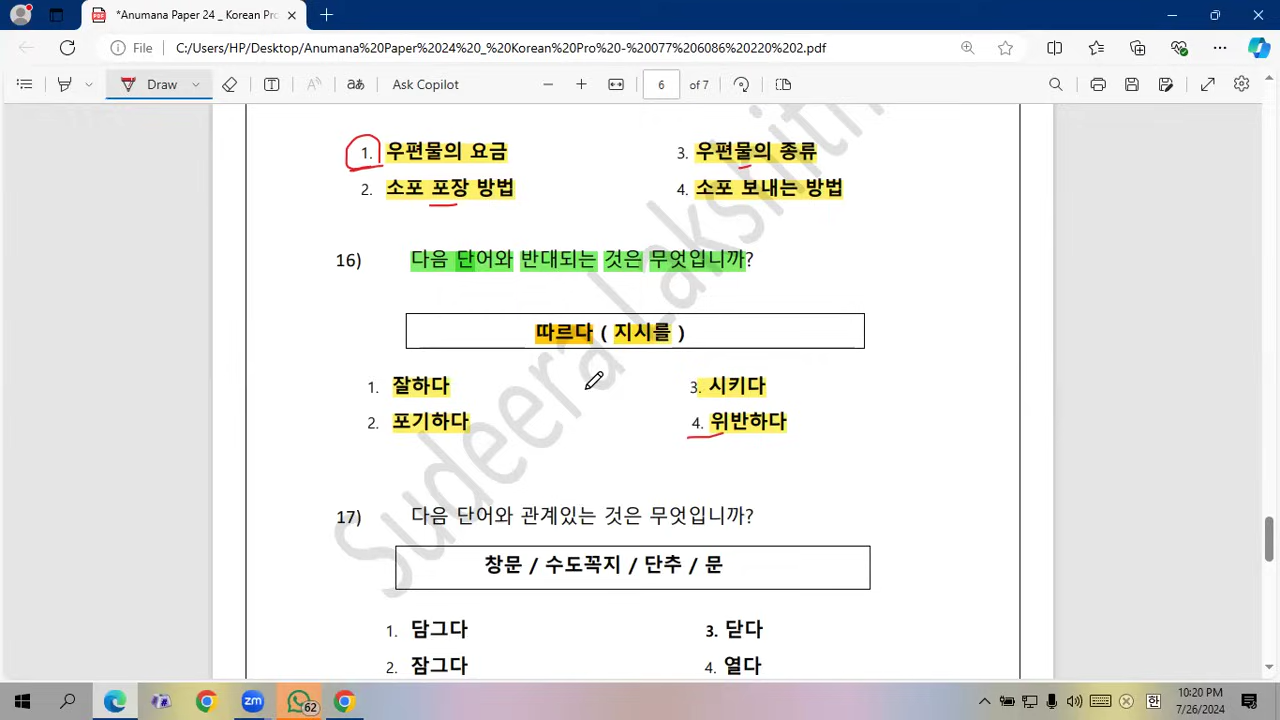 *Anumana Paper 24 _ Korean Pro
File C:/Users/HP/Desktop/Anumana%20Paper%2024%20_%20Korean%20Pro%20-%20077%206086%20220%202.pdf
Draw Ask Copilot 6 of 7
1. 우편물의 요금 3. 우편물의 종류
2. 소포 포장 방법 4. 소포 보내는 방법
16) 다음 단어와 반대되는 것은 무엇입니까?
따르다 ( 지시를 )
1. 잘하다 3. 시키다
2. 포기하다 4. 위반하다
17) 다음 단어와 관계있는 것은 무엇입니까?
창문 / 수도꼭지 / 단추 / 문
1. 담그다 3. 닫다
2. 잠그다 4. 열다
Sudeera Lakshitha
62
한
10:20 PM
7/26/2024